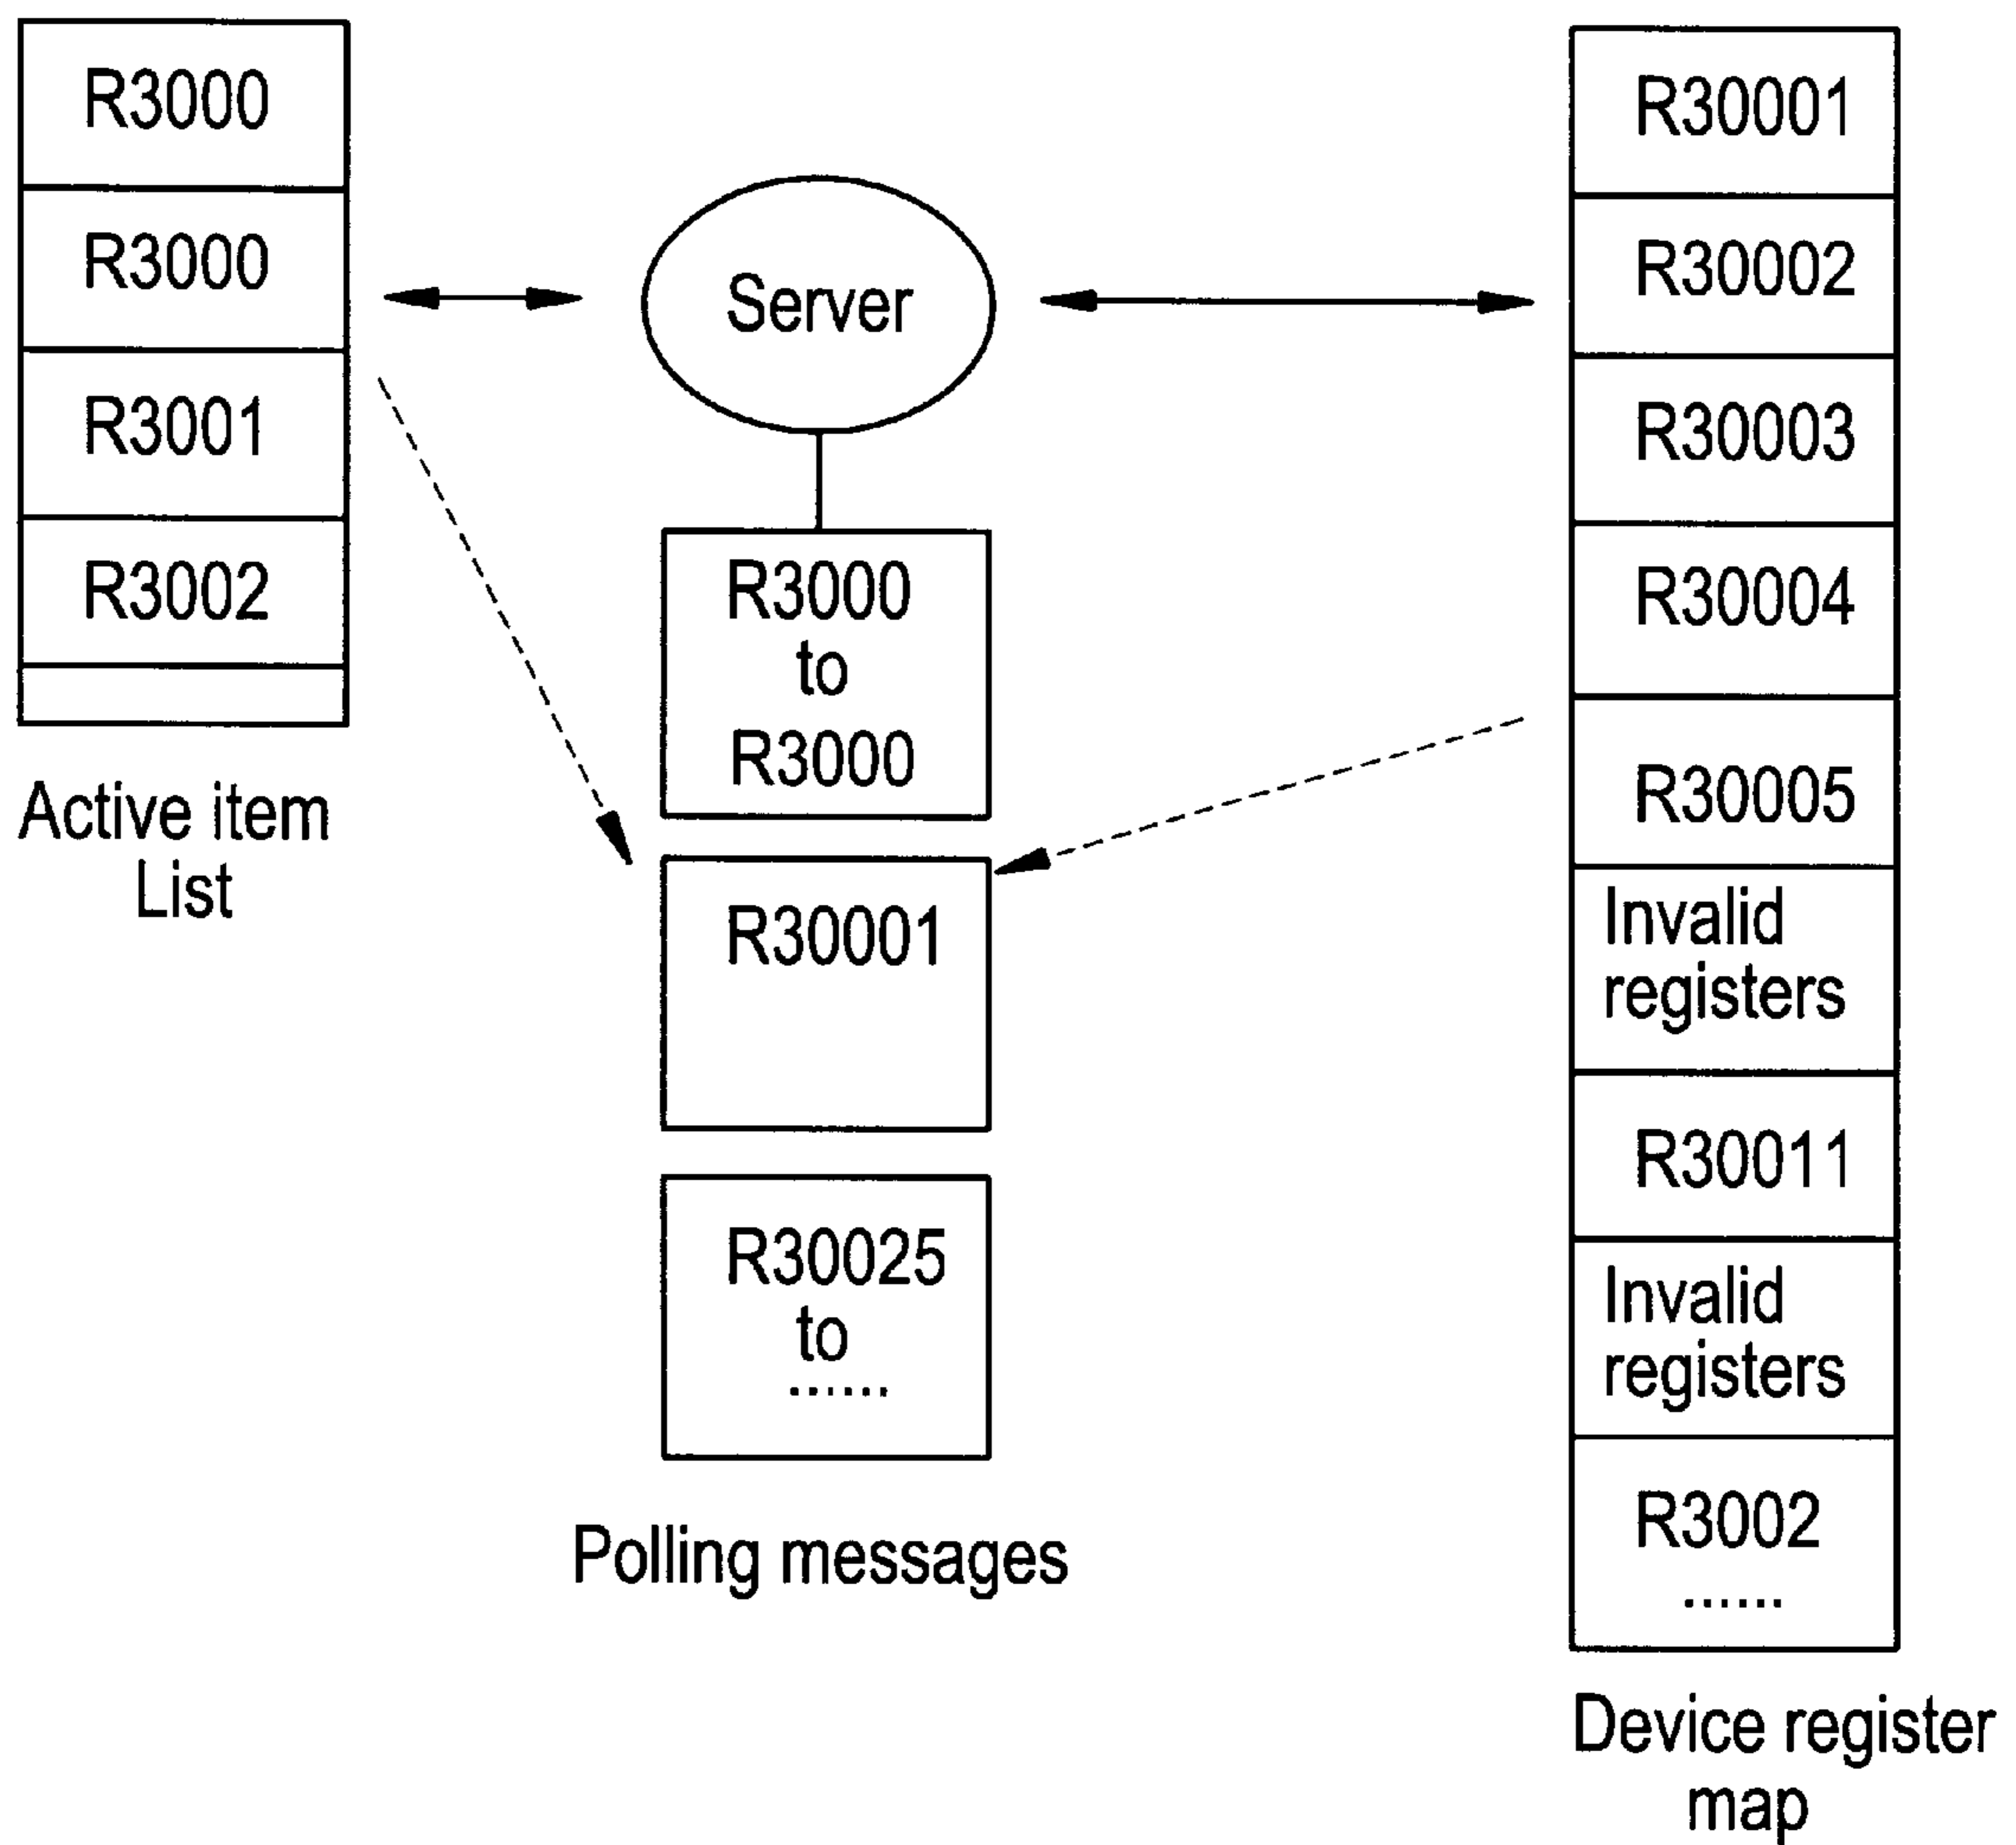 R3000
R3000
R3001
R3002
Active item
List
Server
R3000
to
R3000
R30001
R30025
to
......
Polling messages
R30001
R30002
R30003
R30004
R30005
Invalid
registers
R30011
Invalid
registers
R3002
......
Device register
map